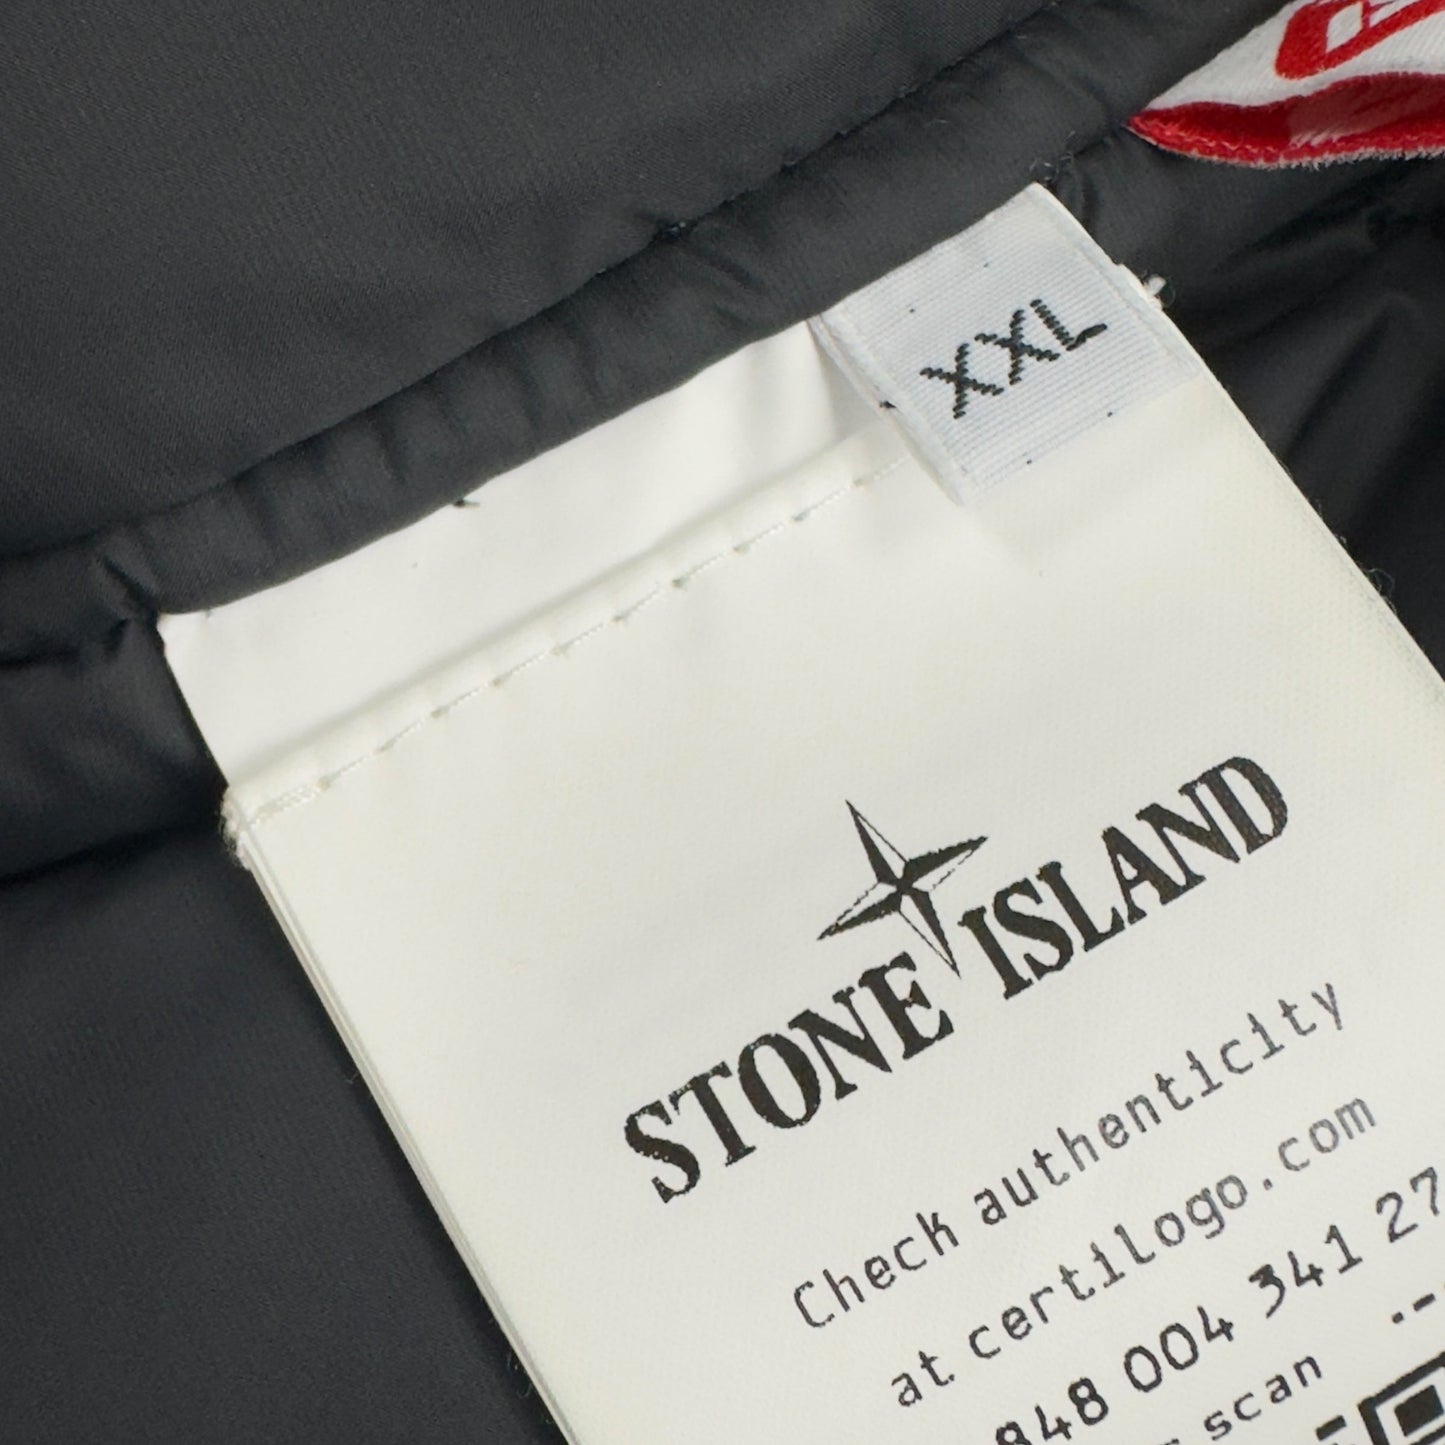 XXL
STONE ISLAND
Check authenticity
at certilogo.com
848 004 341 27
scan